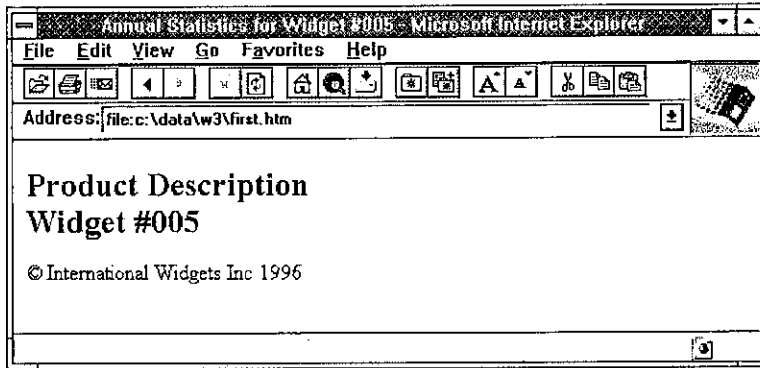 Annual Statistics for Widget #005 - Microsoft Internet Explorer
File Edit View Go Favorites Help
Address: file:c:\data\w3\first.htm
Product Description
Widget #005
© International Widgets Inc 1996